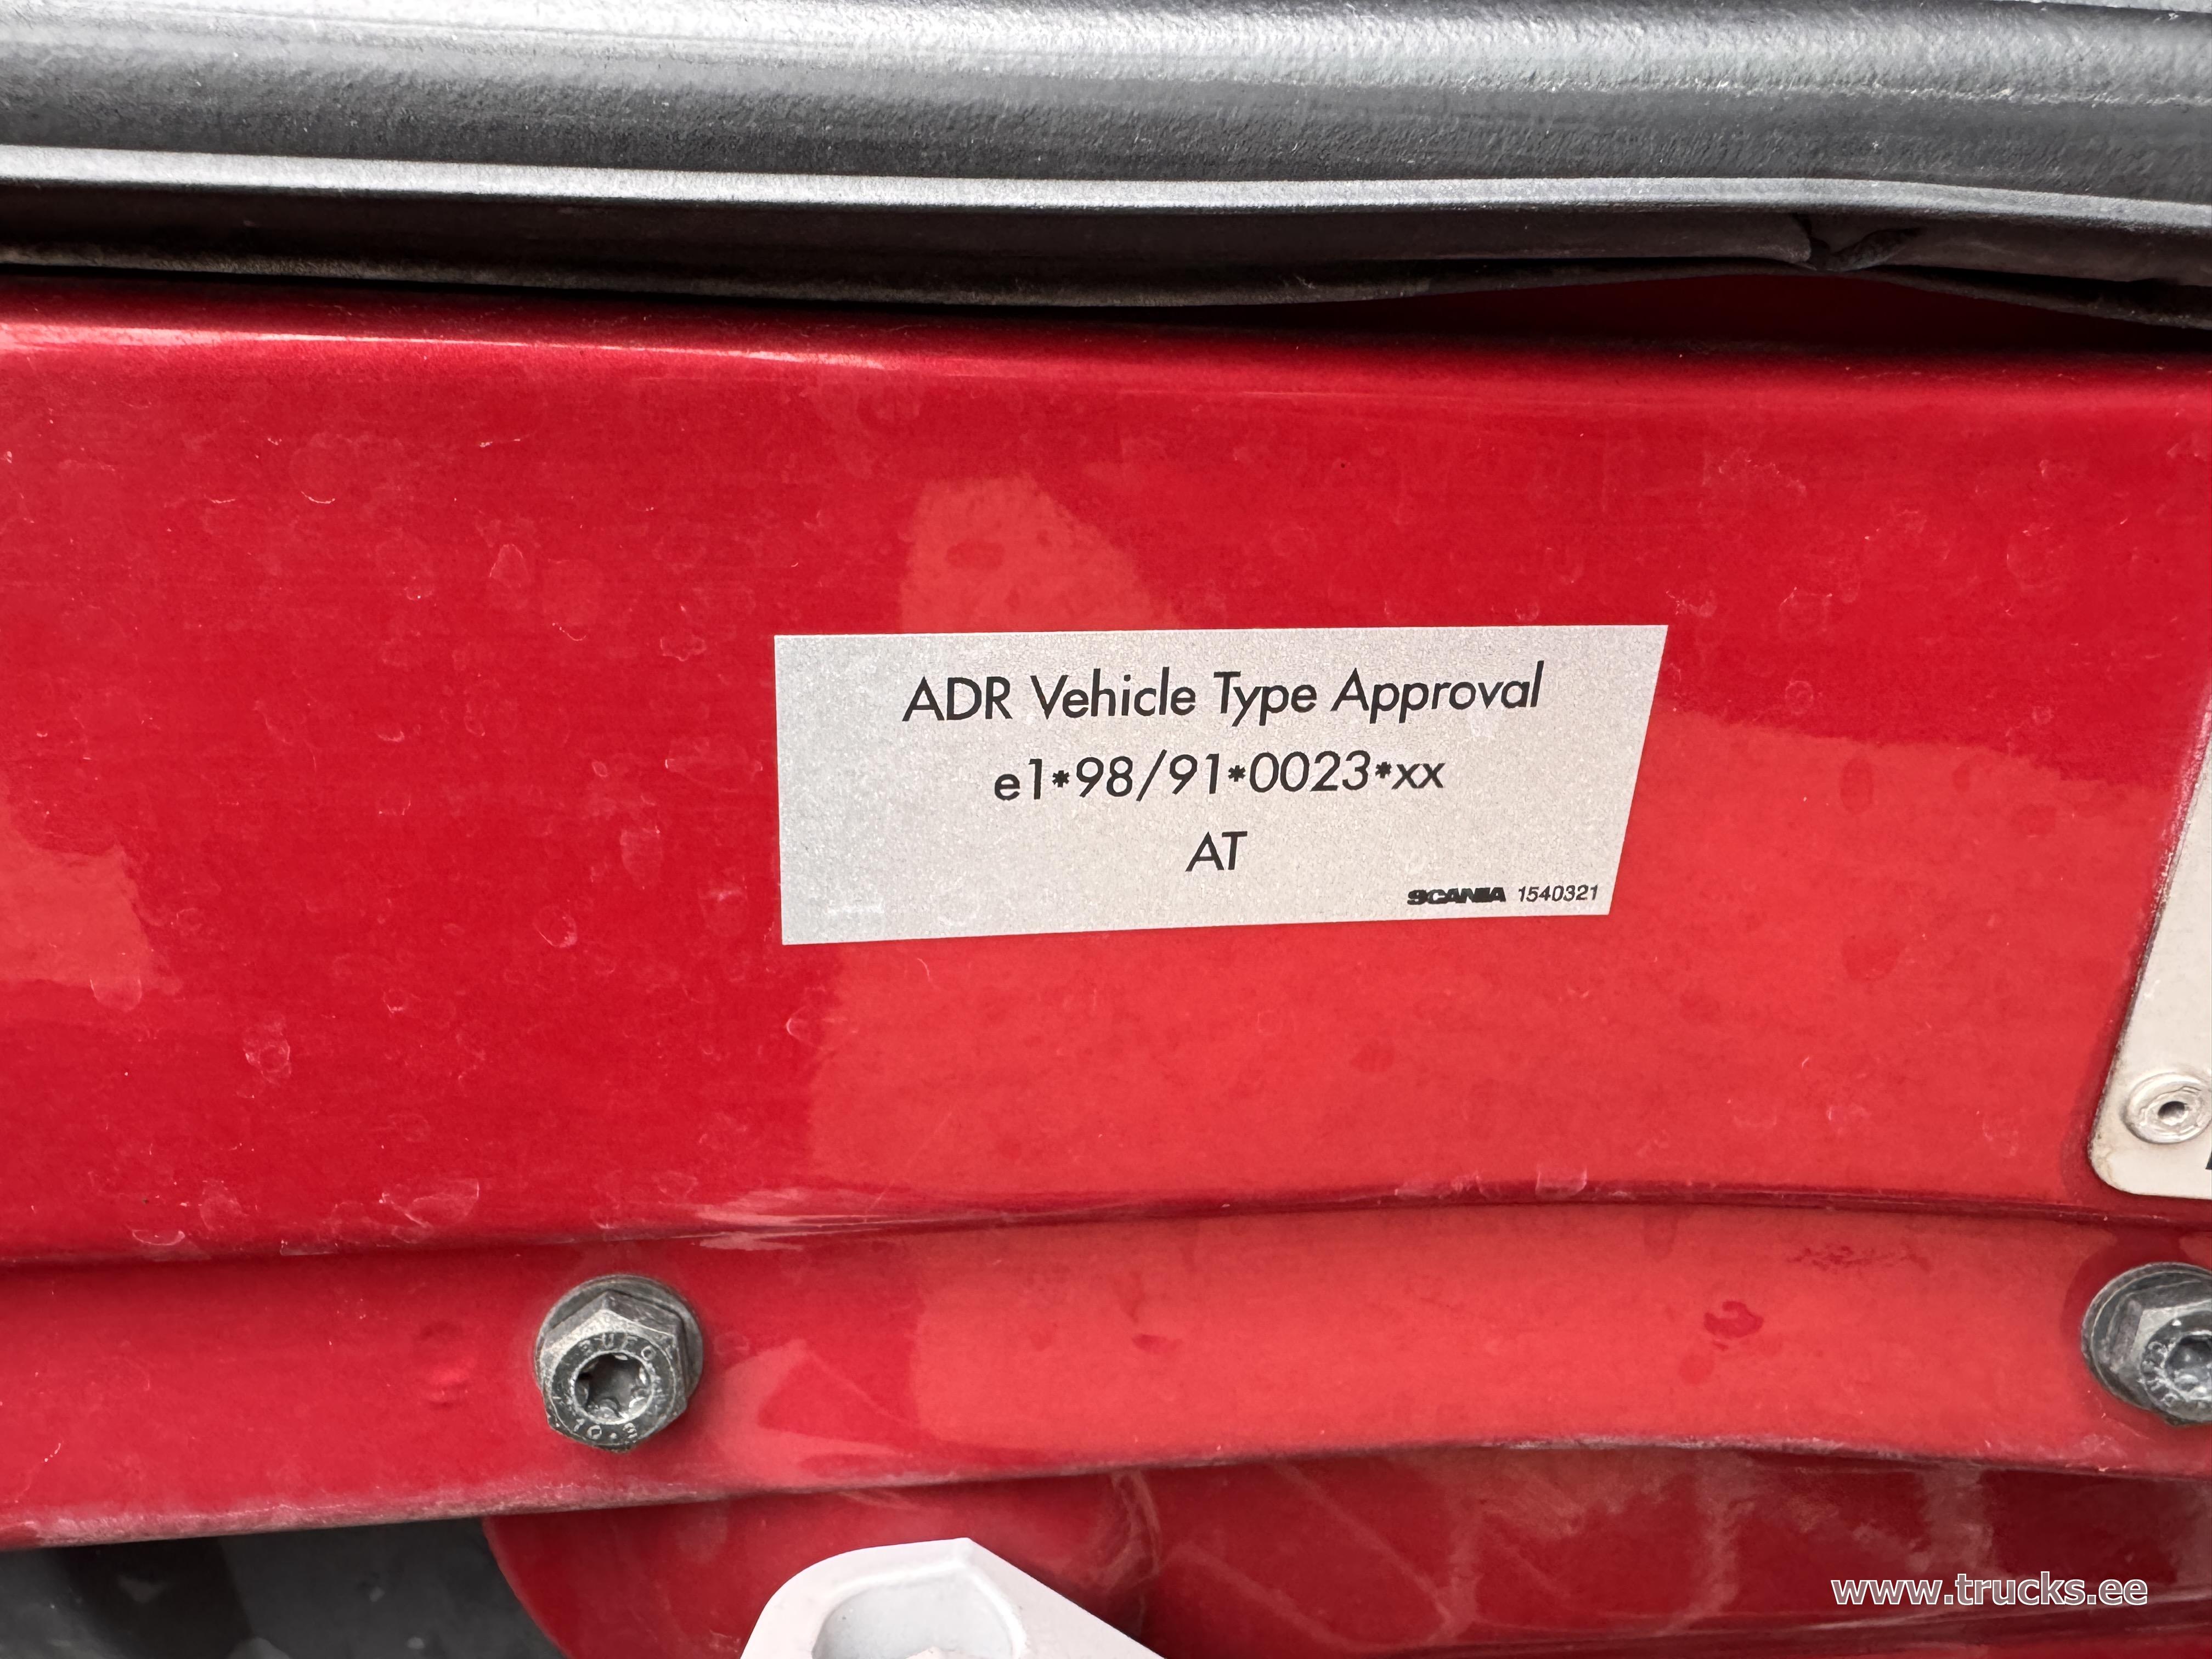 ADR Vehicle Type Approval
e1*98/91*0023*xx
AT
SCANIA 1540321
www.trucks.ee